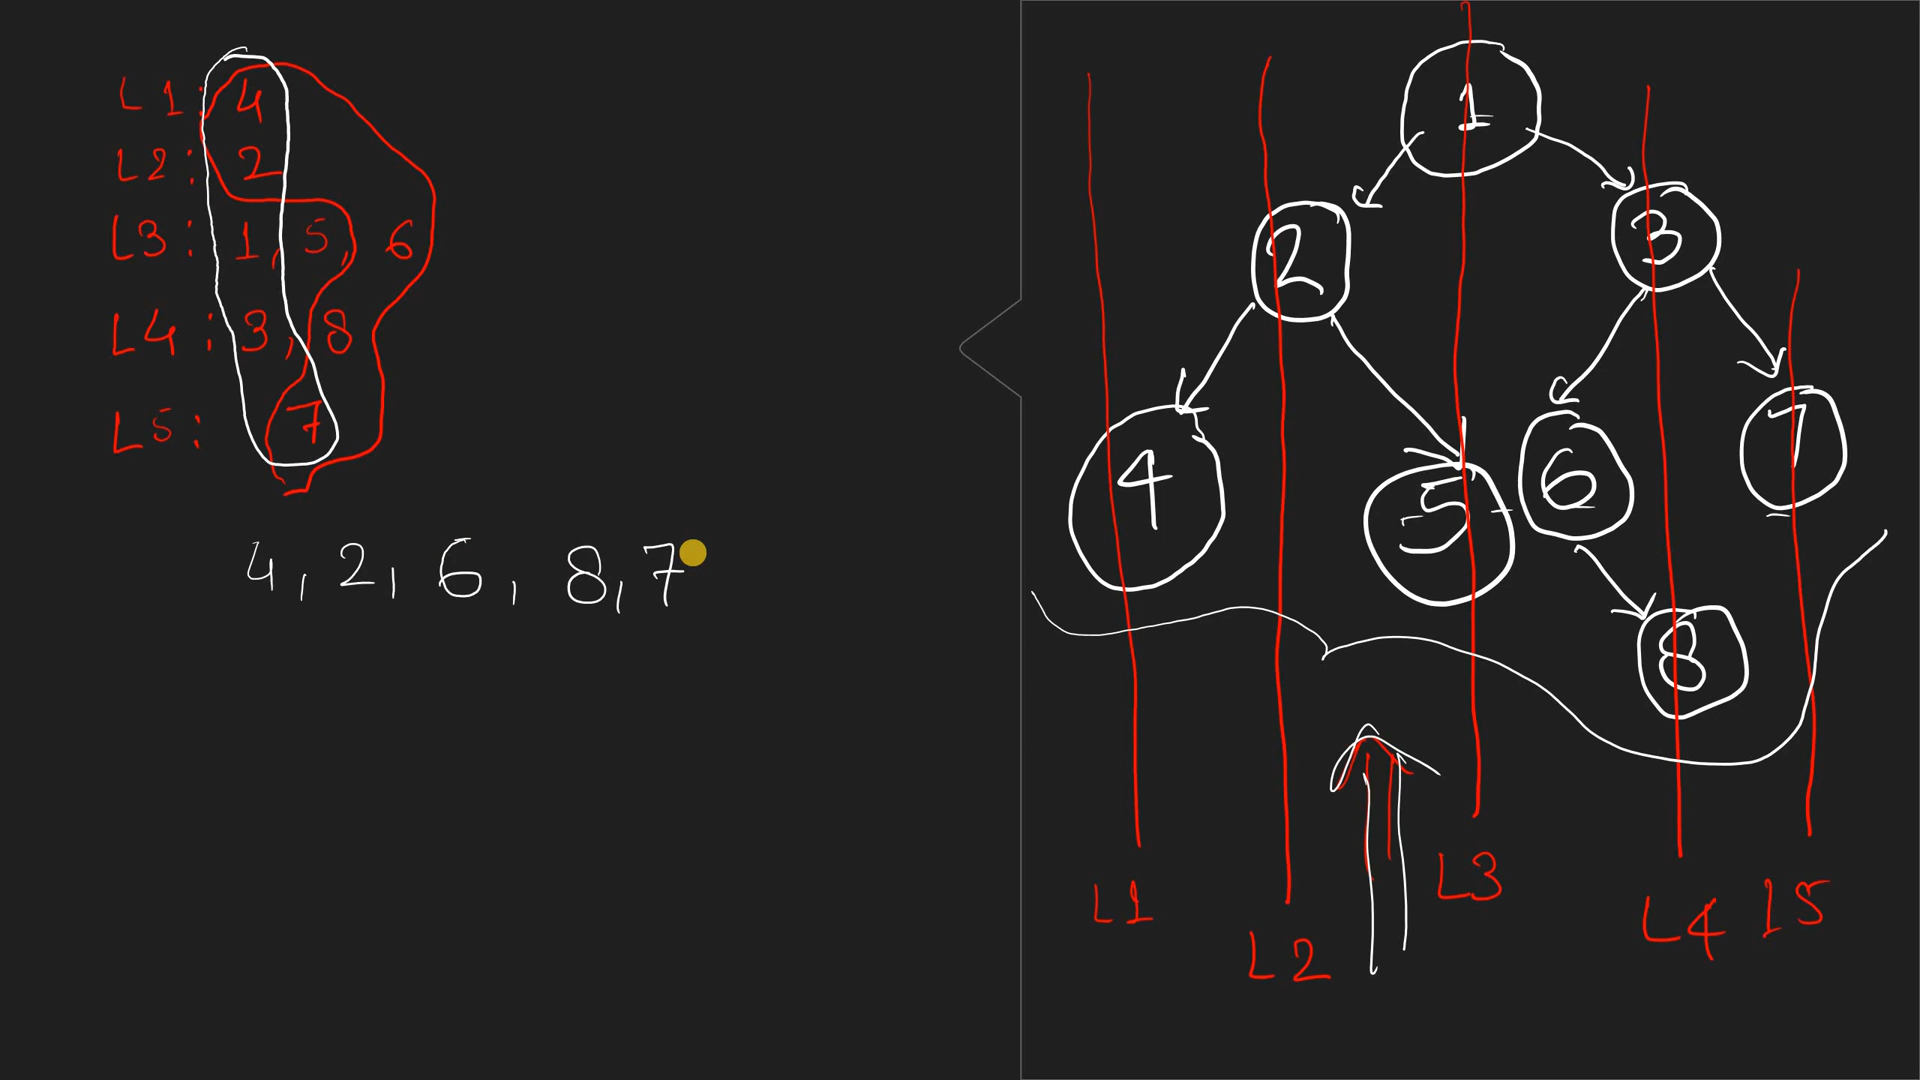 L1: 4
L2: 2
L3: 1, 5, 6
L4: 3, 8
L5: 7
4, 2, 6, 8, 7
1
2
3
4
5
6
7
8
L1
L2
L3
L4
L5